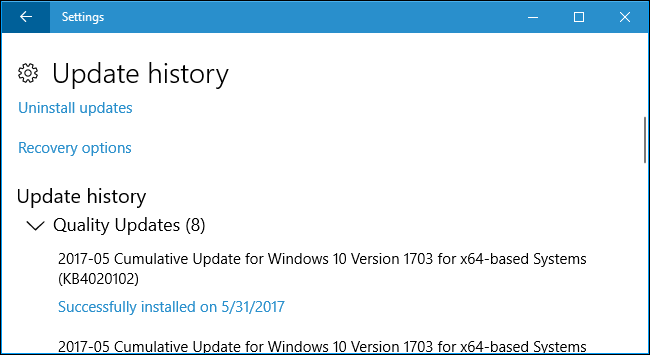 Settings
Update history
Uninstall updates
Recovery options
Update history
Quality Updates (8)
2017-05 Cumulative Update for Windows 10 Version 1703 for x64-based Systems
(KB4020102)
Successfully installed on 5/31/2017
2017-05 Cumulative Update for Windows 10 Version 1703 for x64-based Systems